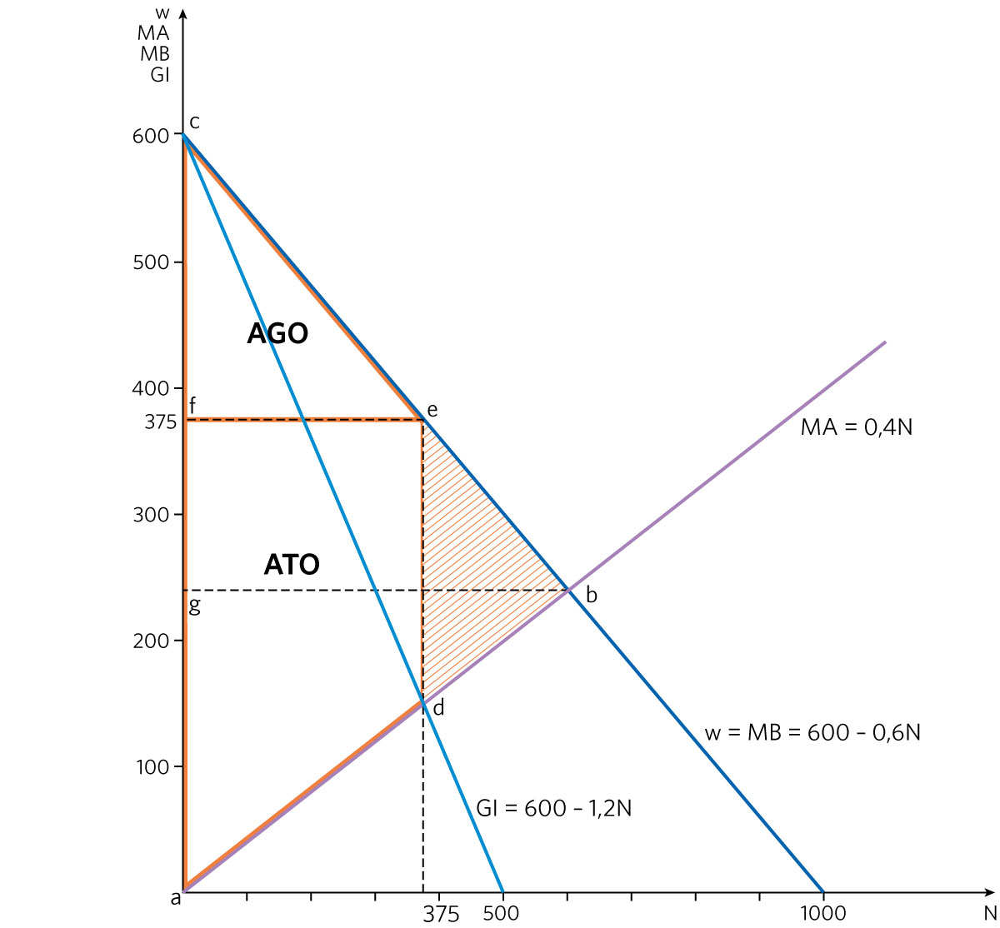 w
MA
MB
GI
c
600
500
AGO
400
f
e
375
MA = 0,4N
300
ATO
g
b
200
d
w = MB = 600 – 0,6N
100
GI = 600 – 1,2N
a
375
500
1000
N